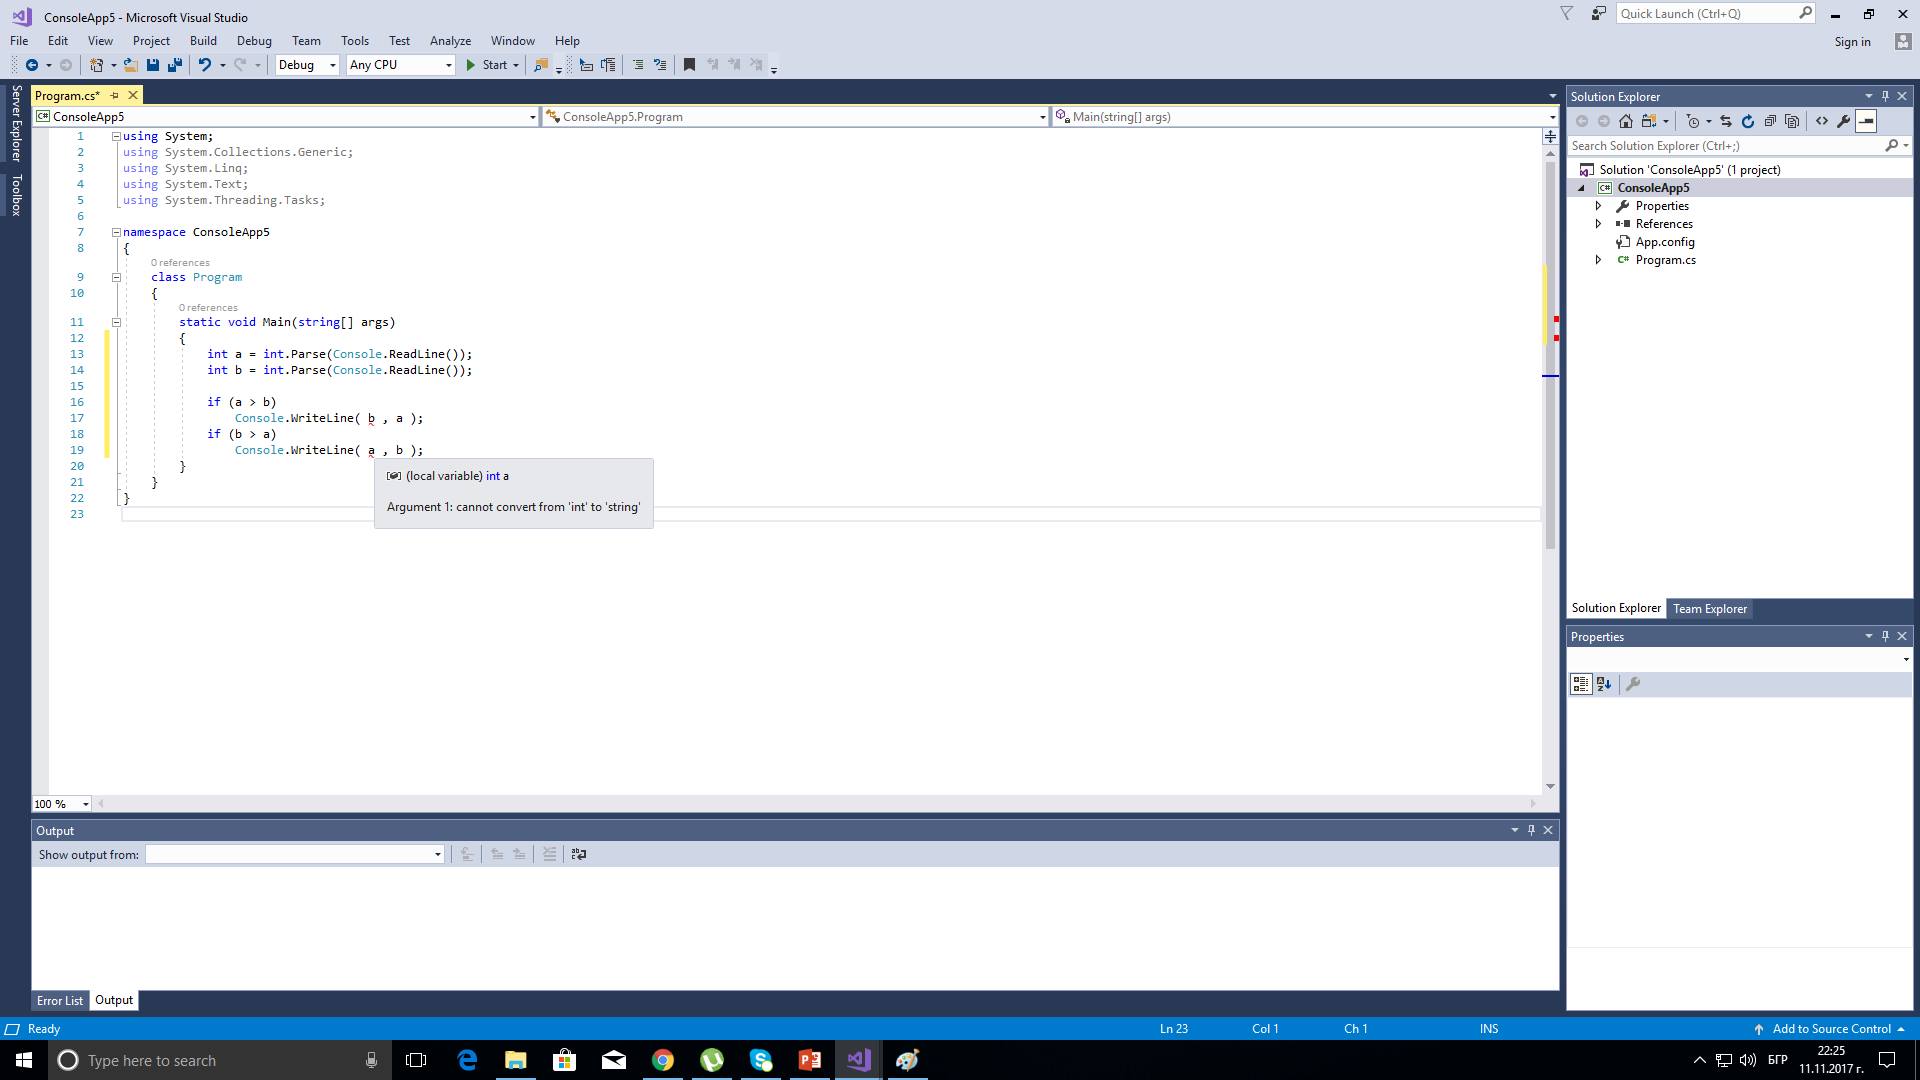 ConsoleApp5 - Microsoft Visual Studio
Quick Launch (Ctrl+Q)
File Edit View Project Build Debug Team Tools Test Analyze Window Help
Sign in
Debug Any CPU Start
Server Explorer
Toolbox
Program.cs*
ConsoleApp5 ConsoleApp5.Program Main(string[] args)
1 using System;
2 using System.Collections.Generic;
3 using System.Linq;
4 using System.Text;
5 using System.Threading.Tasks;
6
7 namespace ConsoleApp5
8 {
0 references
9 class Program
10 {
0 references
11 static void Main(string[] args)
12 {
13 int a = int.Parse(Console.ReadLine());
14 int b = int.Parse(Console.ReadLine());
15
16 if (a > b)
17 Console.WriteLine( b , a );
18 if (b > a)
19 Console.WriteLine( a , b );
20 }
21 }
22 }
23
(local variable) int a
Argument 1: cannot convert from 'int' to 'string'
100 %
Solution Explorer
Search Solution Explorer (Ctrl+;)
Solution 'ConsoleApp5' (1 project)
C# ConsoleApp5
Properties
References
App.config
C# Program.cs
Solution Explorer Team Explorer
Properties
Output
Show output from:
Error List Output
Ready Ln 23 Col 1 Ch 1 INS Add to Source Control
Type here to search
БГР
22:25
11.11.2017 г.